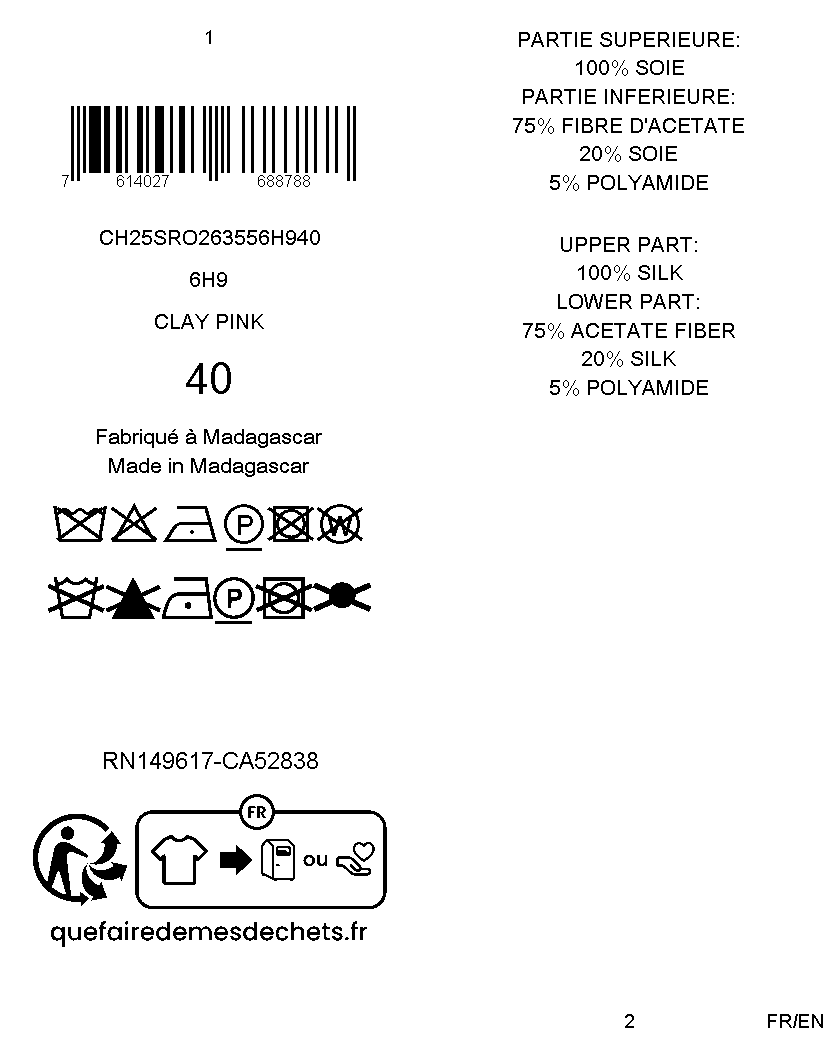 1
7 614027 688788
CH25SRO263556H940
6H9
CLAY PINK
40
Fabriqué à Madagascar
Made in Madagascar
P W
P
RN149617-CA52838
FR
ou
quefairedemesdechets.fr
PARTIE SUPERIEURE:
100% SOIE
PARTIE INFERIEURE:
75% FIBRE D'ACETATE
20% SOIE
5% POLYAMIDE
UPPER PART:
100% SILK
LOWER PART:
75% ACETATE FIBER
20% SILK
5% POLYAMIDE
2
FR/EN